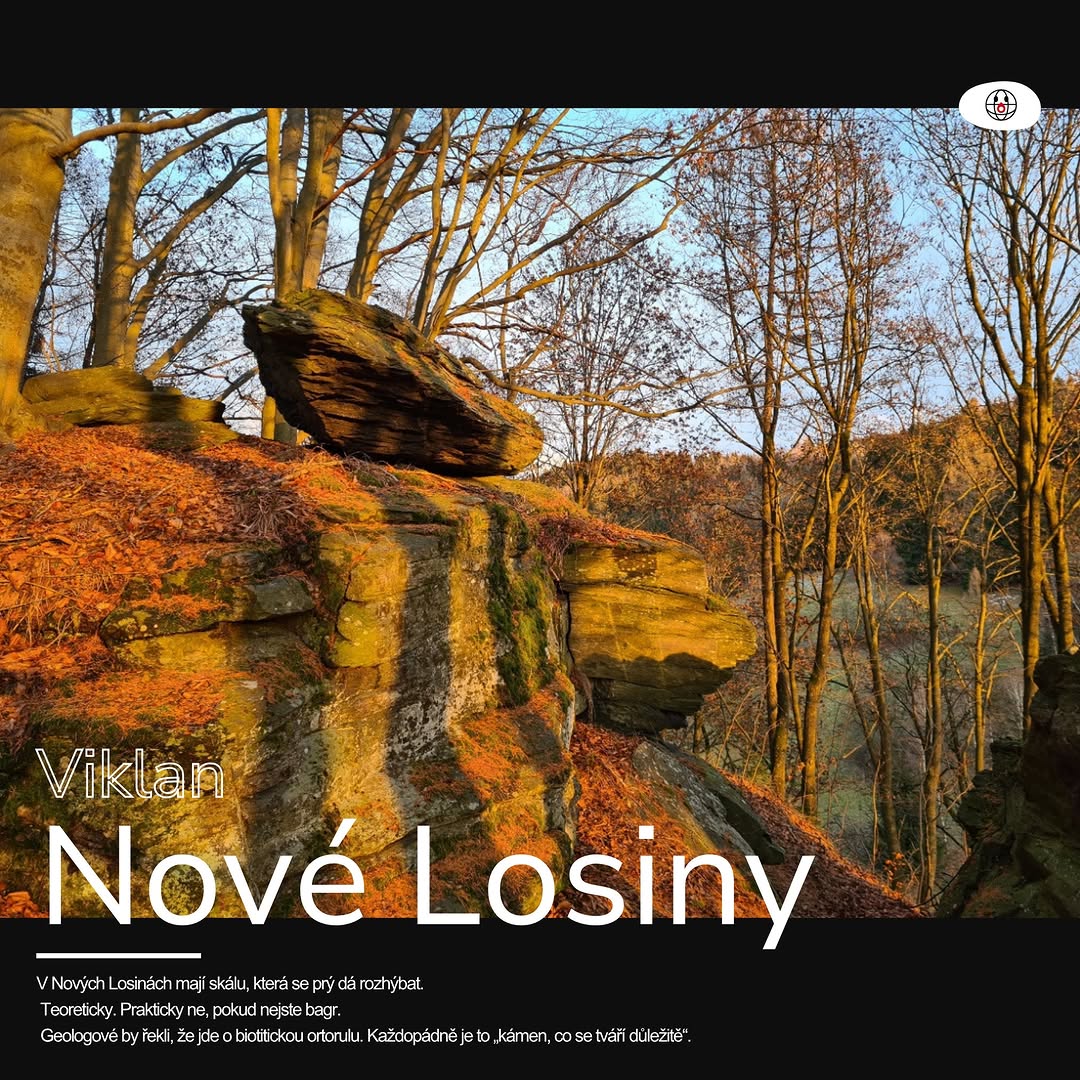 Viklan
Nové Losiny
V Nových Losinách mají skálu, která se prý dá rozhýbat.
Teoreticky. Prakticky ne, pokud nejste bagr.
Geologové by řekli, že jde o biotitickou ortorulu. Každopádně je to „kámen, co se tváří důležitě“.